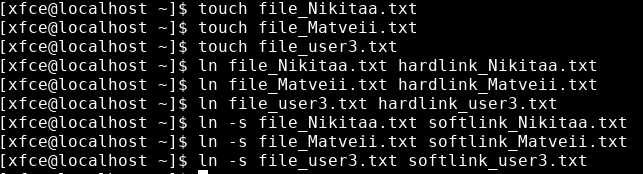 [xfce@localhost ~]$ touch file_Nikitaa.txt
[xfce@localhost ~]$ touch file_Matveii.txt
[xfce@localhost ~]$ touch file_user3.txt
[xfce@localhost ~]$ ln file_Nikitaa.txt hardlink_Nikitaa.txt
[xfce@localhost ~]$ ln file_Matveii.txt hardlink_Matveii.txt
[xfce@localhost ~]$ ln file_user3.txt hardlink_user3.txt
[xfce@localhost ~]$ ln -s file_Nikitaa.txt softlink_Nikitaa.txt
[xfce@localhost ~]$ ln -s file_Matveii.txt softlink_Matveii.txt
[xfce@localhost ~]$ ln -s file_user3.txt softlink_user3.txt